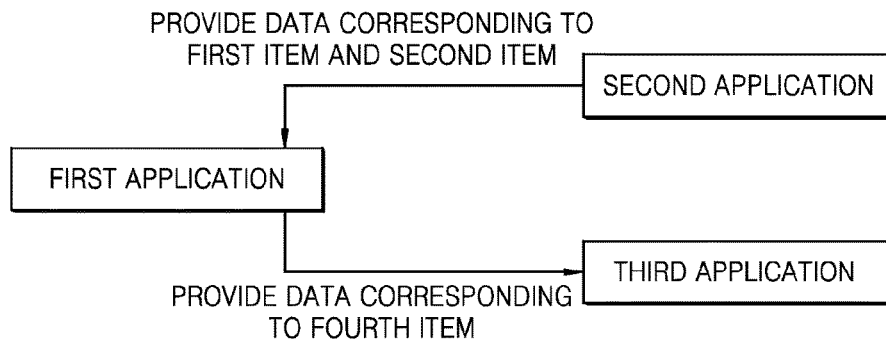 PROVIDE DATA CORRESPONDING TO
FIRST ITEM AND SECOND ITEM
SECOND APPLICATION
FIRST APPLICATION
THIRD APPLICATION
PROVIDE DATA CORRESPONDING
TO FOURTH ITEM